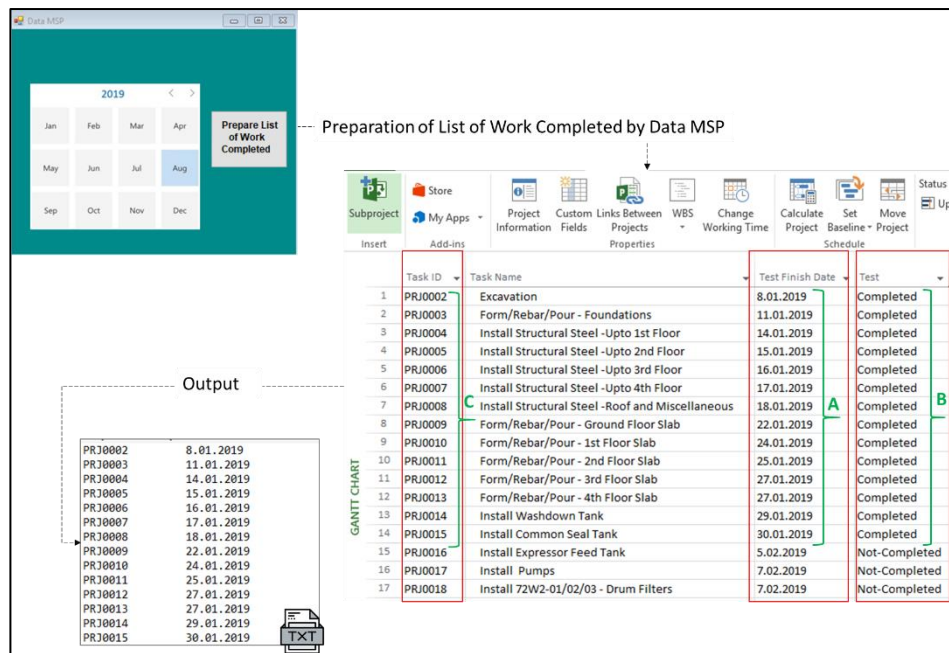 Data MSP
2019
Jan Feb Mar Apr
May Jun Jul Aug
Sep Oct Nov Dec
Prepare List
of Work
Completed
Preparation of List of Work Completed by Data MSP
Subproject
Store
My Apps
Project
Information
Custom
Fields
Links Between
Projects
WBS
Change
Working Time
Calculate
Project
Set
Baseline
Move
Project
Status
Up
Insert Add-ins Properties Schedule
Task ID Task Name Test Finish Date Test
1 PRJ0002 Excavation 8.01.2019 Completed
2 PRJ0003 Form/Rebar/Pour - Foundations 11.01.2019 Completed
3 PRJ0004 Install Structural Steel -Upto 1st Floor 14.01.2019 Completed
4 PRJ0005 Install Structural Steel -Upto 2nd Floor 15.01.2019 Completed
5 PRJ0006 Install Structural Steel -Upto 3rd Floor 16.01.2019 Completed
6 PRJ0007 Install Structural Steel -Upto 4th Floor 17.01.2019 Completed
7 PRJ0008 C Install Structural Steel -Roof and Miscellaneous 18.01.2019 A Completed B
8 PRJ0009 Form/Rebar/Pour - Ground Floor Slab 22.01.2019 Completed
9 PRJ0010 Form/Rebar/Pour - 1st Floor Slab 24.01.2019 Completed
10 PRJ0011 Form/Rebar/Pour - 2nd Floor Slab 25.01.2019 Completed
11 PRJ0012 Form/Rebar/Pour - 3rd Floor Slab 27.01.2019 Completed
12 PRJ0013 Form/Rebar/Pour - 4th Floor Slab 27.01.2019 Completed
13 PRJ0014 Install Washdown Tank 29.01.2019 Completed
14 PRJ0015 Install Common Seal Tank 30.01.2019 Completed
15 PRJ0016 Install Expressor Feed Tank 5.02.2019 Not-Completed
16 PRJ0017 Install Pumps 7.02.2019 Not-Completed
17 PRJ0018 Install 72W2-01/02/03 - Drum Filters 7.02.2019 Not-Completed
GANTT CHART
Output
PRJ0002 8.01.2019
PRJ0003 11.01.2019
PRJ0004 14.01.2019
PRJ0005 15.01.2019
PRJ0006 16.01.2019
PRJ0007 17.01.2019
PRJ0008 18.01.2019
PRJ0009 22.01.2019
PRJ0010 24.01.2019
PRJ0011 25.01.2019
PRJ0012 27.01.2019
PRJ0013 27.01.2019
PRJ0014 29.01.2019
PRJ0015 30.01.2019
TXT